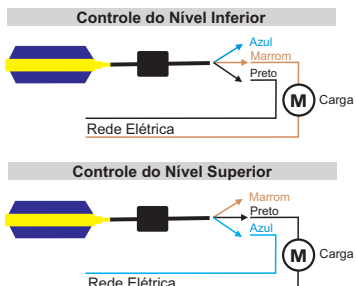 Controle do Nível Inferior
Azul
Marrom
Preto
M
Carga
Rede Elétrica
Controle do Nível Superior
Marrom
Preto
Azul
M
Carga
Rede Elétrica